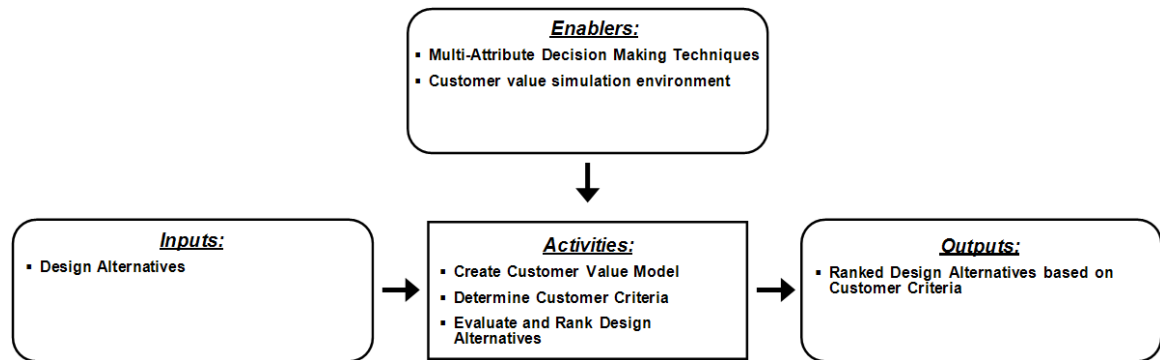 Enablers:
▪ Multi-Attribute Decision Making Techniques
▪ Customer value simulation environment
Inputs:
▪ Design Alternatives
Activities:
▪ Create Customer Value Model
▪ Determine Customer Criteria
▪ Evaluate and Rank Design
Alternatives
Outputs:
▪ Ranked Design Alternatives based on
Customer Criteria